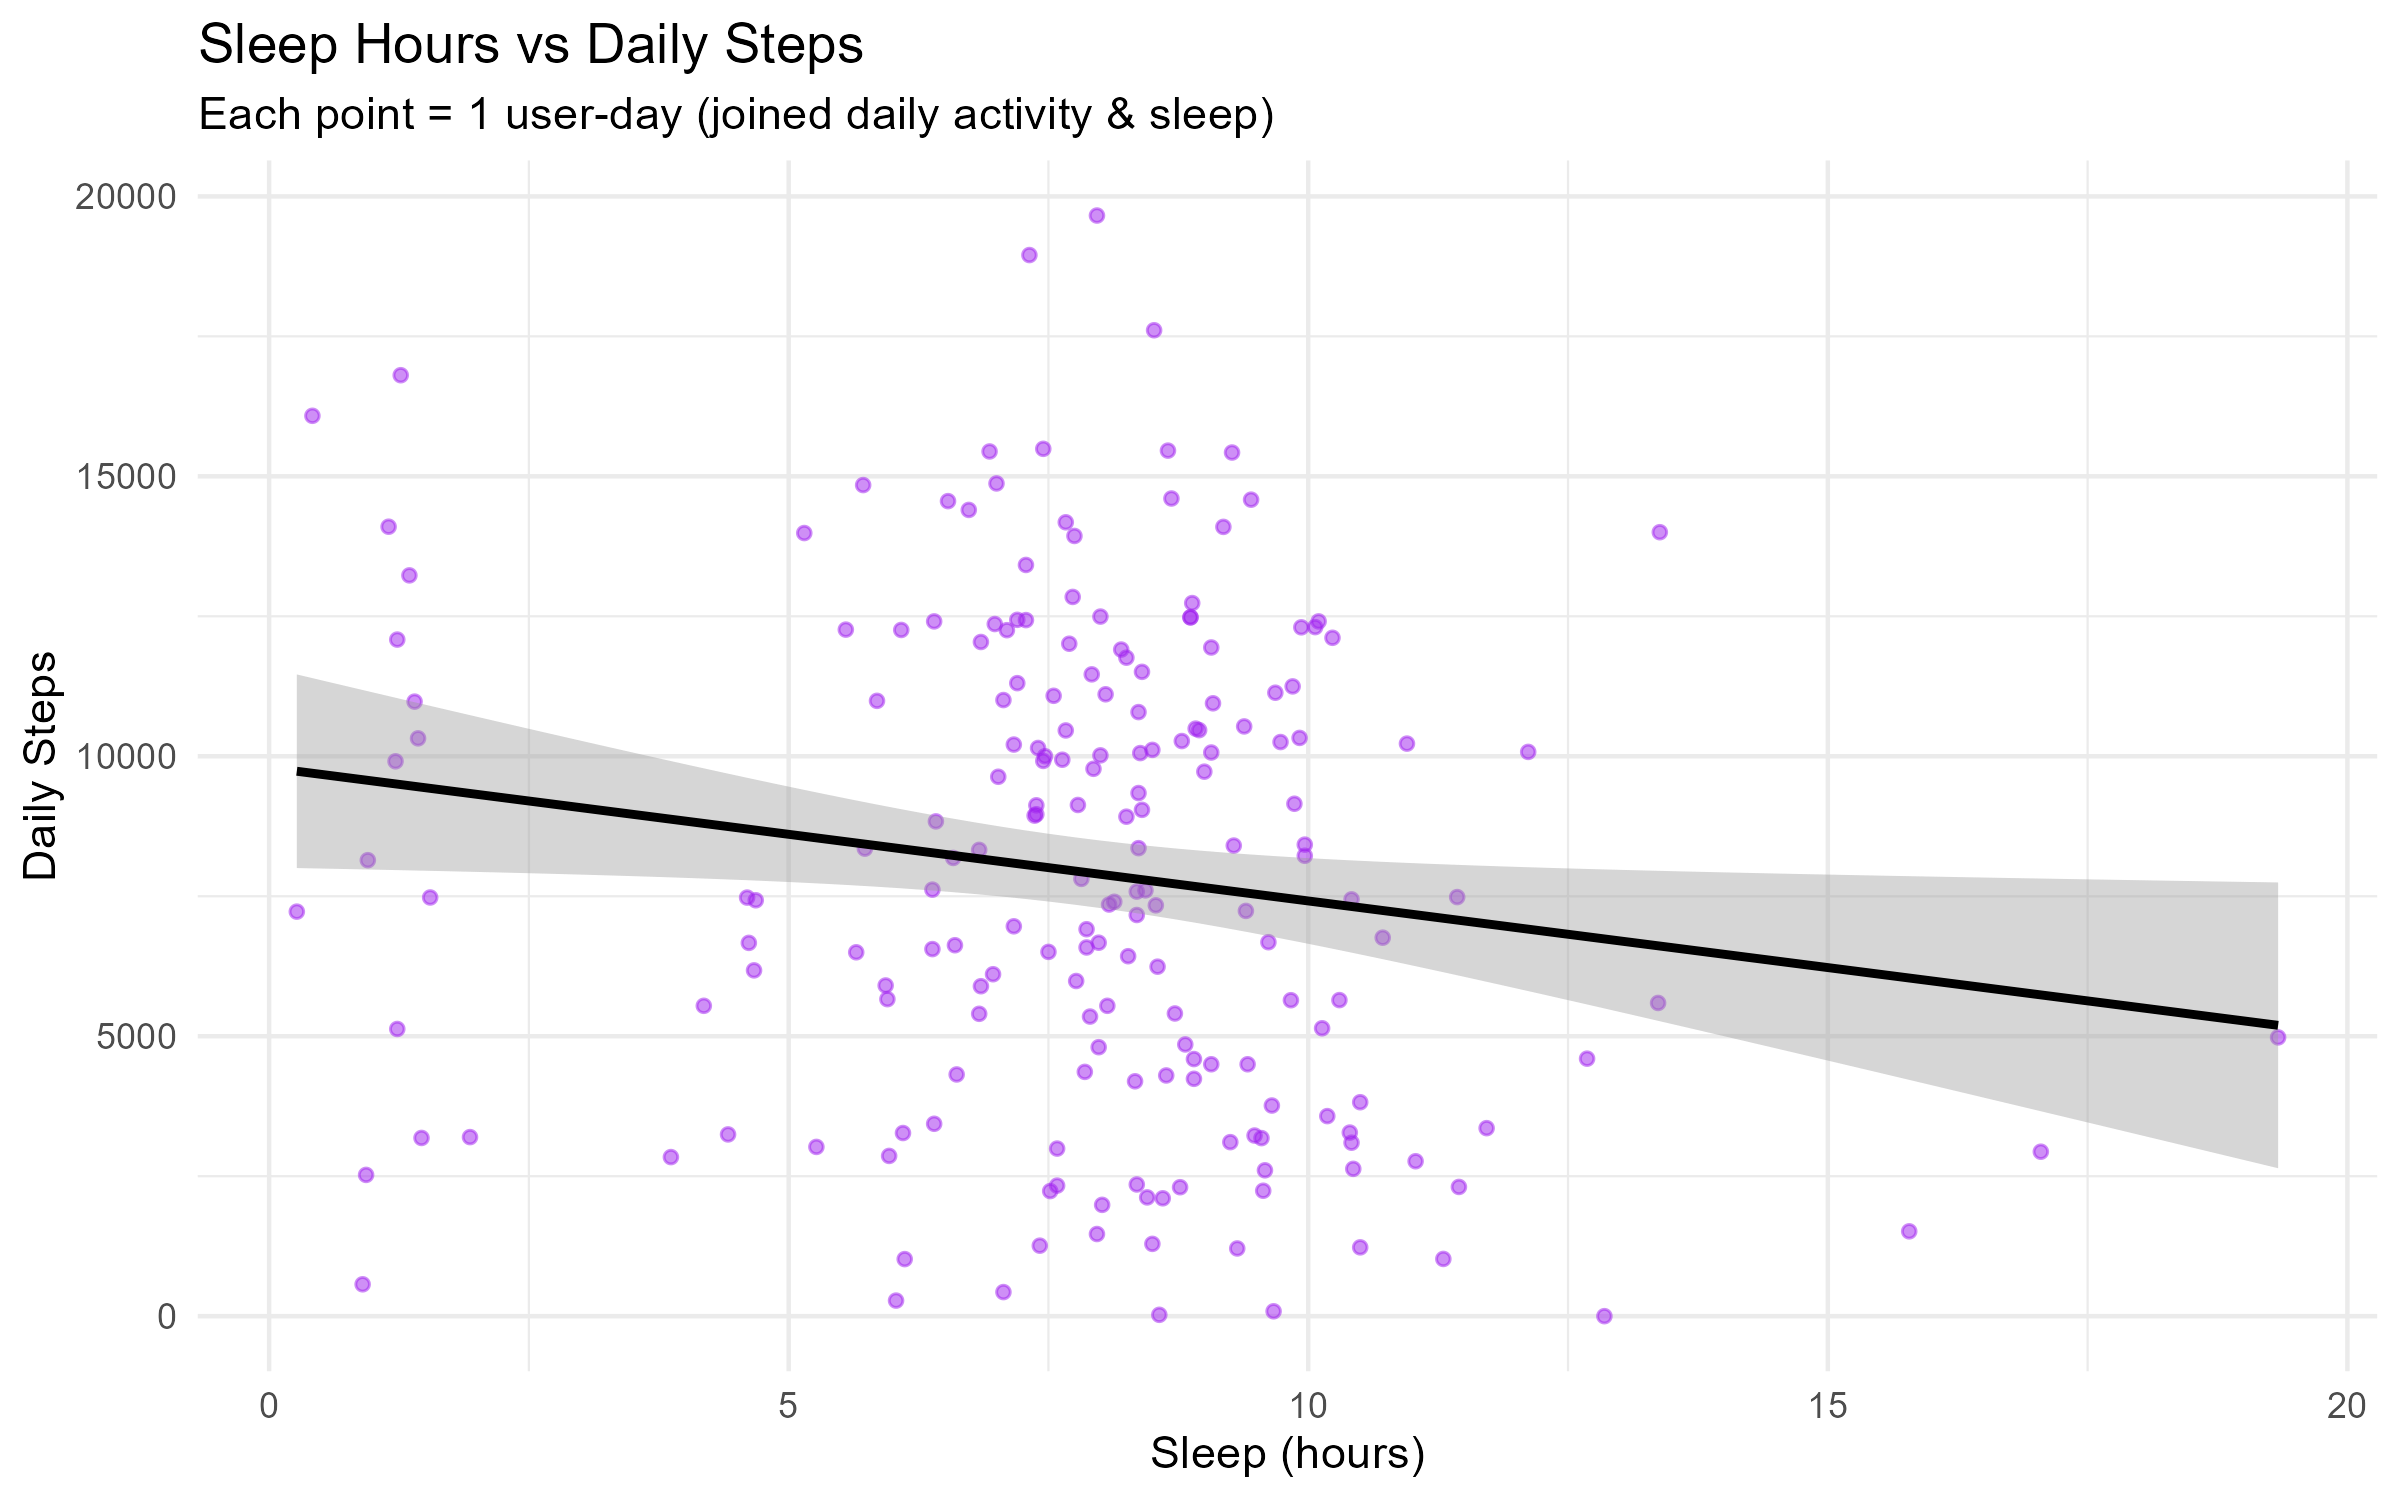 Sleep Hours vs Daily Steps
Each point = 1 user-day (joined daily activity & sleep)
Daily Steps
20000
15000
10000
5000
0
0 5 10 15 20
Sleep (hours)